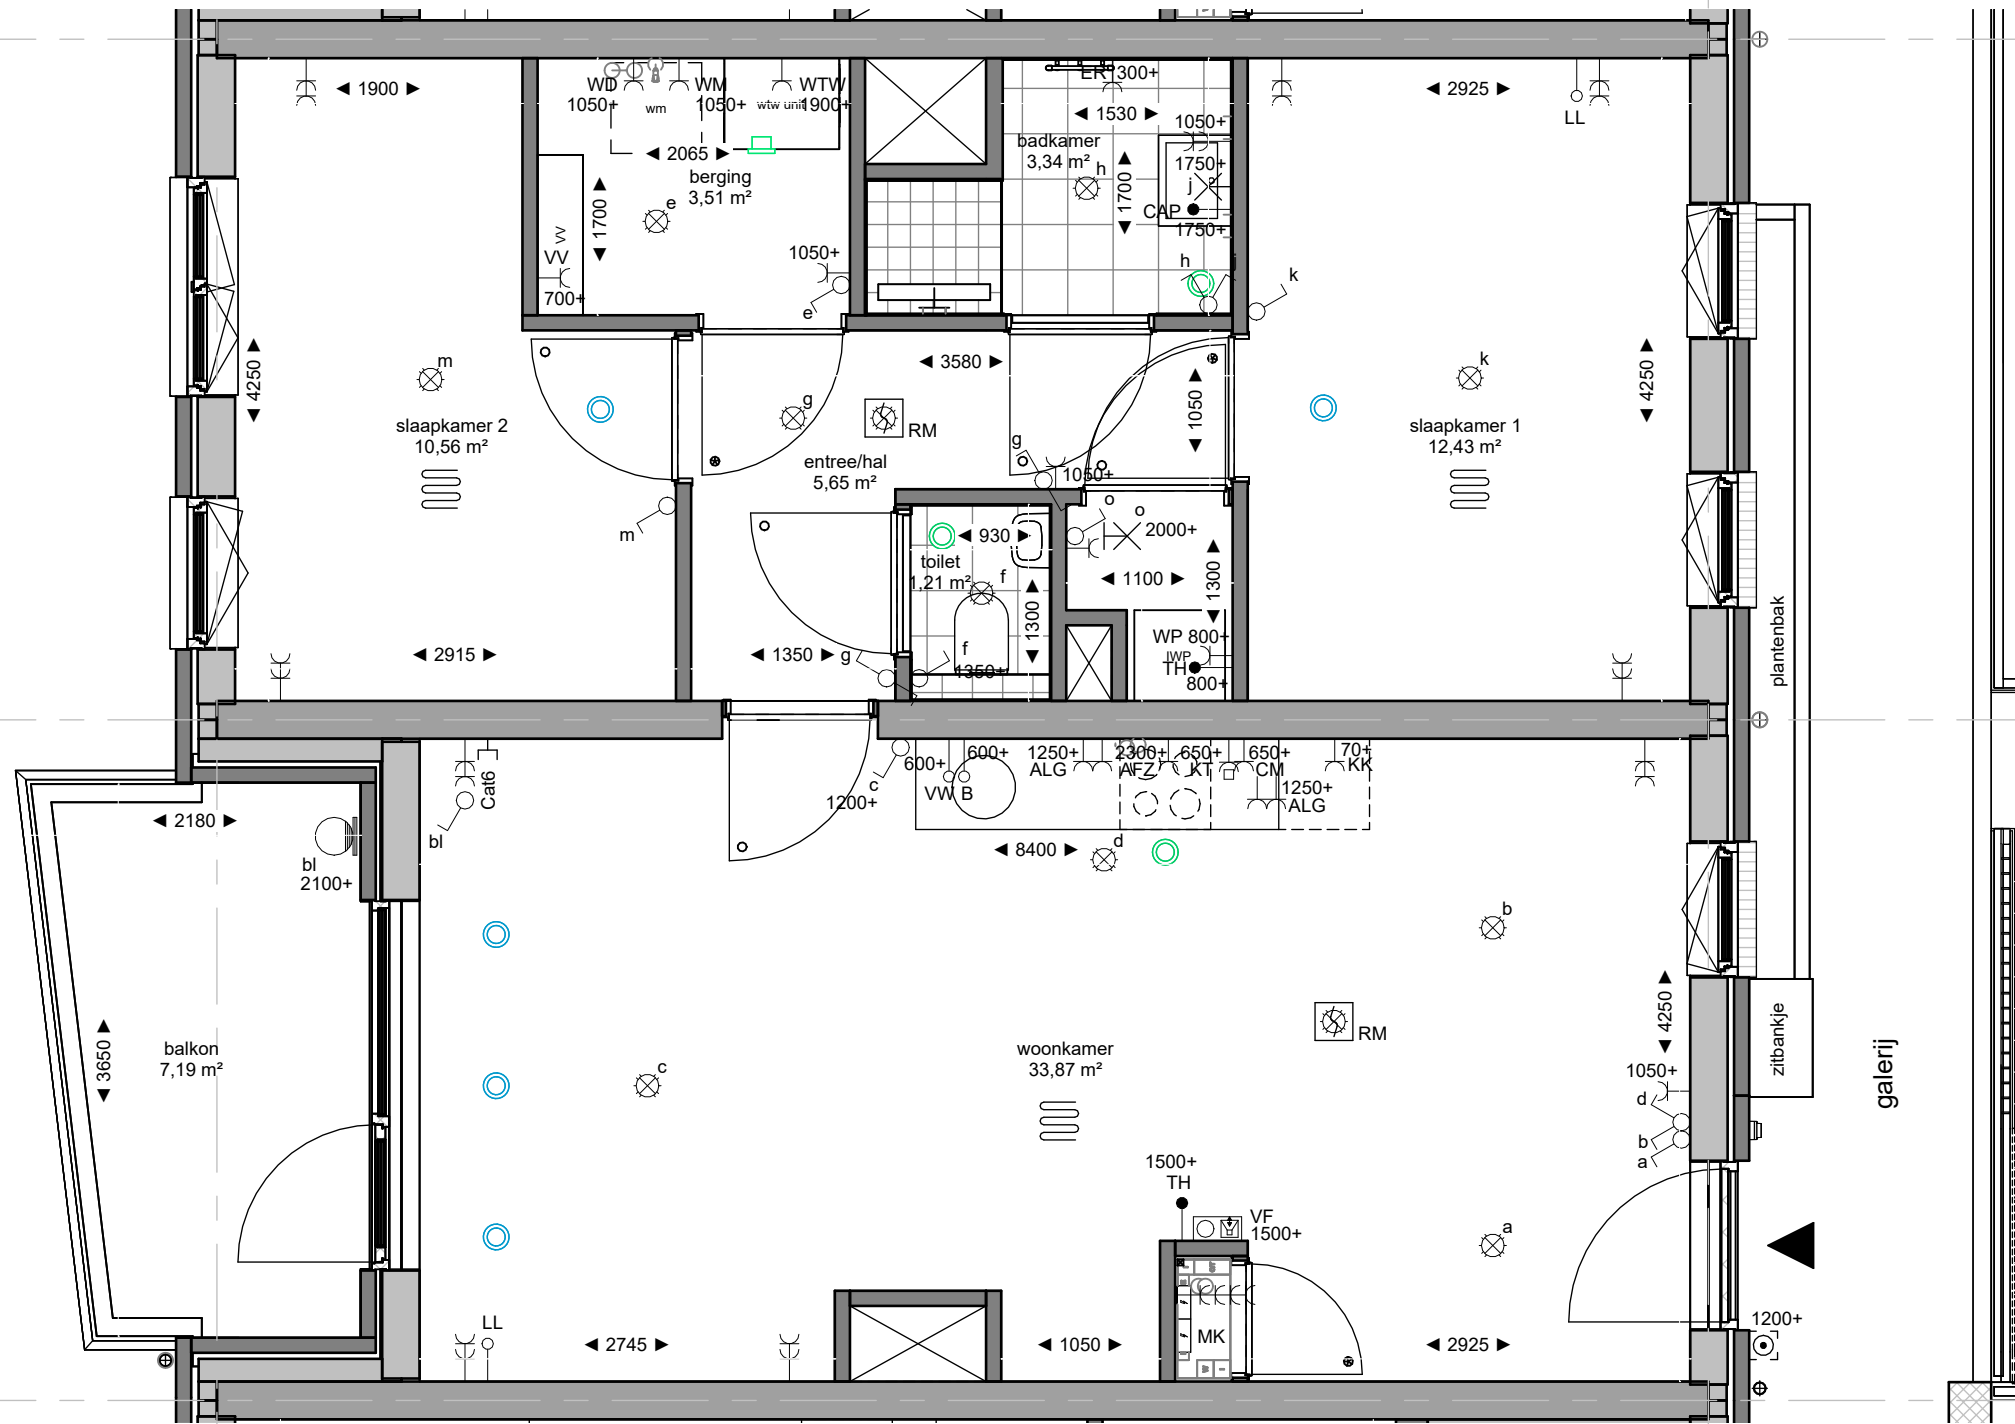 1900
WD
1050+
wm
WM
1050+
wtw unit
WTW
1900+
2065
berging
3,51 m²
e
1700
VV
VV
700+
1050+
e
ER 300+
1530
badkamer
3,34 m²
h
1700
1050+
1750+
j
CAP
1750+
h
j
k
2925
LL
4250
m
slaapkamer 2
10,56 m²
m
2915
g
3580
RM
entree/hal
5,65 m²
g
1050+
1050
k
slaapkamer 1
12,43 m²
4250
930
toilet
1,21 m²
f
1300
f
1350+
1350
g
o
o
2000+
1100
1300
WP 800+
WP
TH
800+
plantenbak
Cat6
bl
2180
bl
2100+
3650
balkon
7,19 m²
c
1200+
600+
600+
VW B
1250+
ALG
2300+
AFZ
650+
KT
650+
CM
70+
KK
1250+
ALG
8400
d
b
c
woonkamer
33,87 m²
RM
4250
1050+
d
b
a
zitbankje
galerij
1500+
TH
VF
1500+
a
MK
LL
2745
1050
2925
1200+